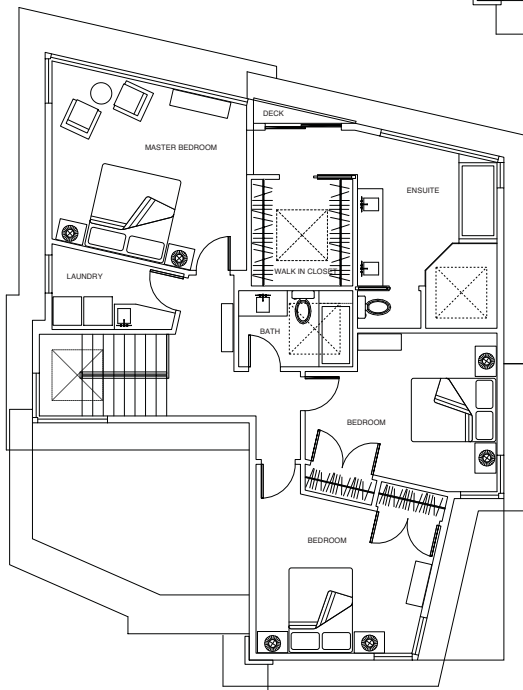 DECK
MASTER BEDROOM
ENSUITE
WALK IN CLOSET
LAUNDRY
BATH
BEDROOM
BEDROOM